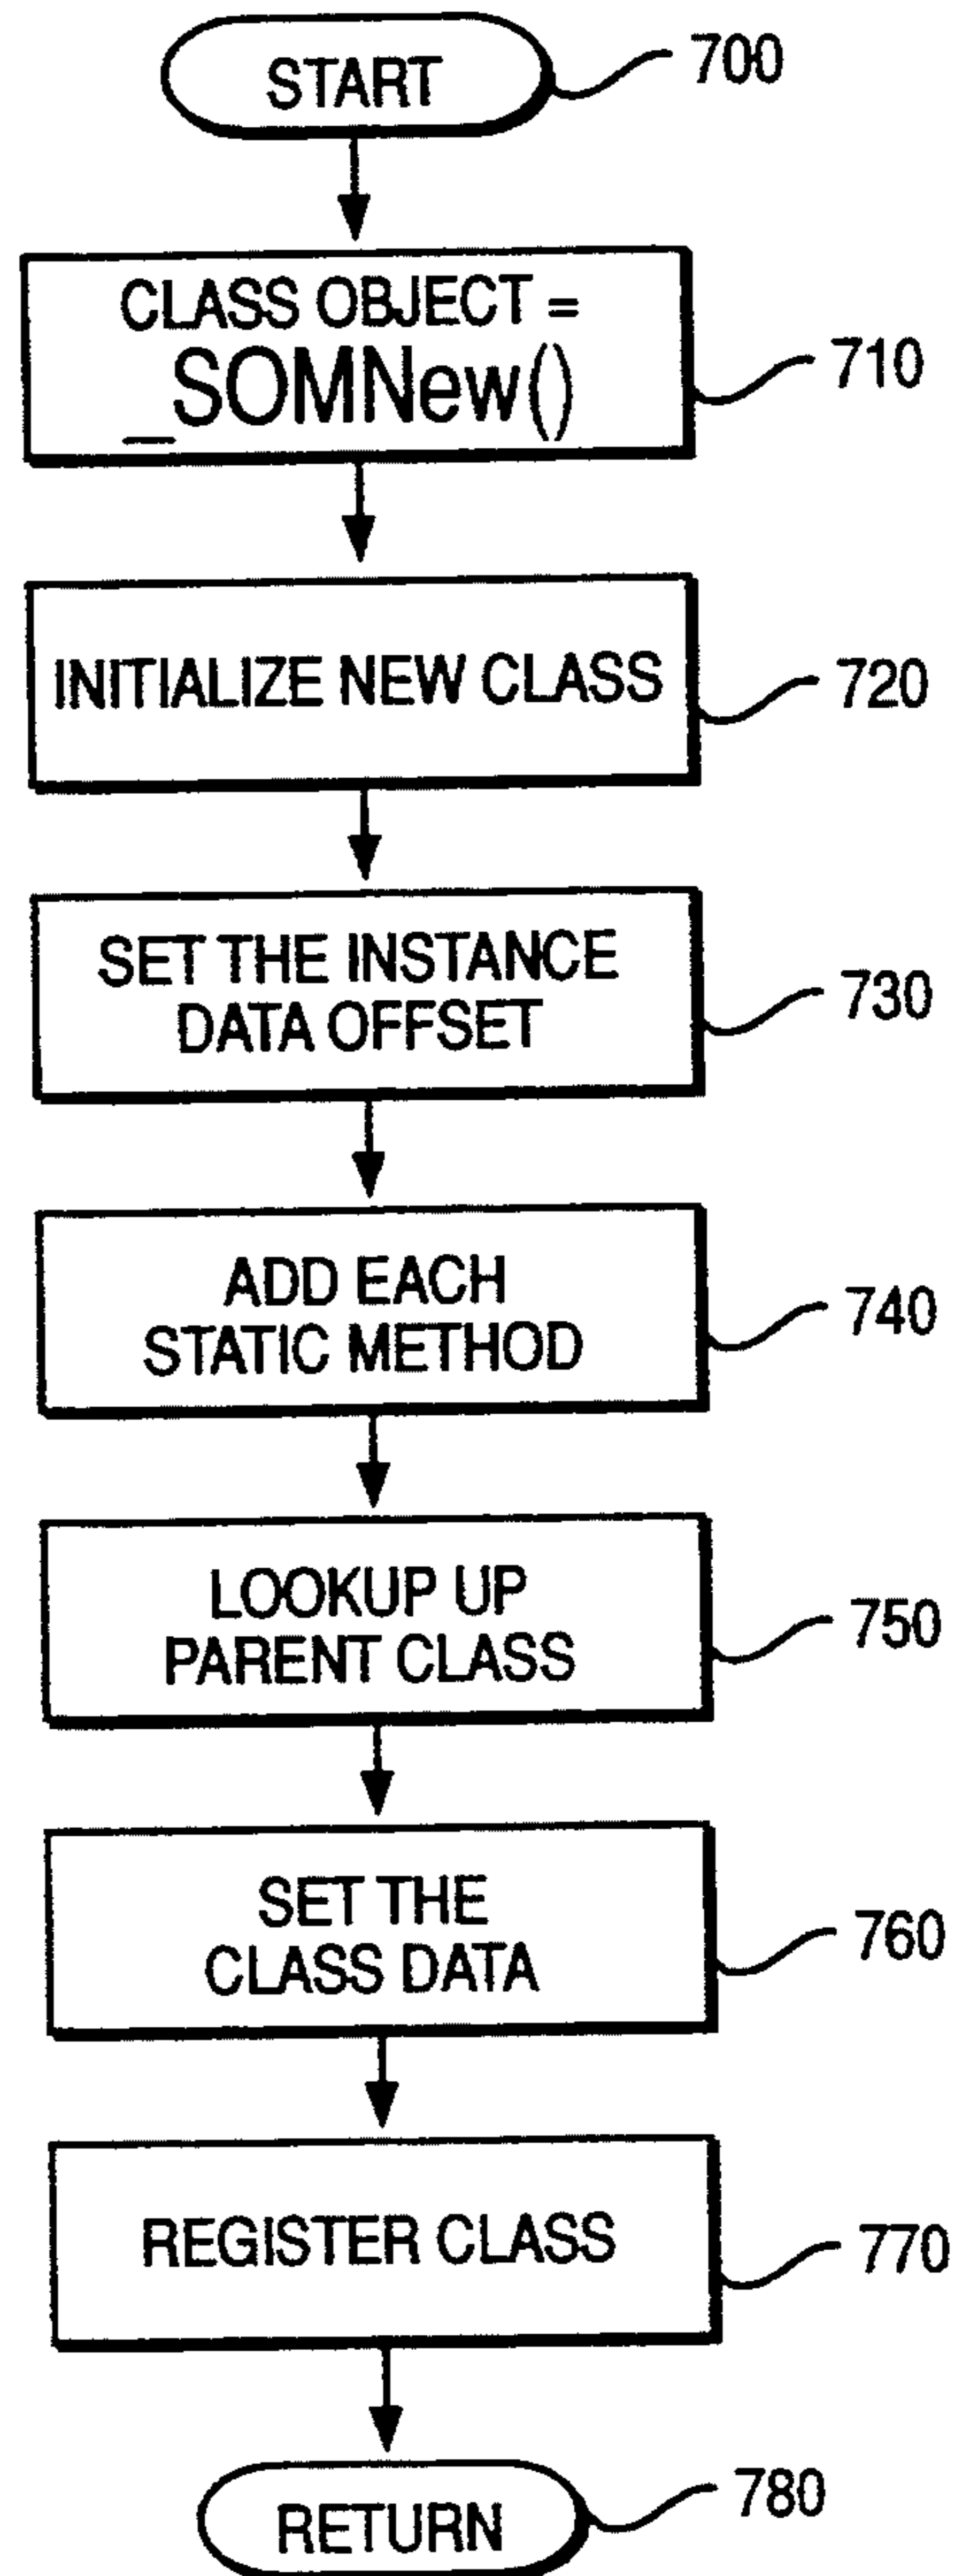 START
700
CLASS OBJECT =
_SOMNew()
710
INITIALIZE NEW CLASS
720
SET THE INSTANCE
DATA OFFSET
730
ADD EACH
STATIC METHOD
740
LOOKUP UP
PARENT CLASS
750
SET THE
CLASS DATA
760
REGISTER CLASS
770
RETURN
780